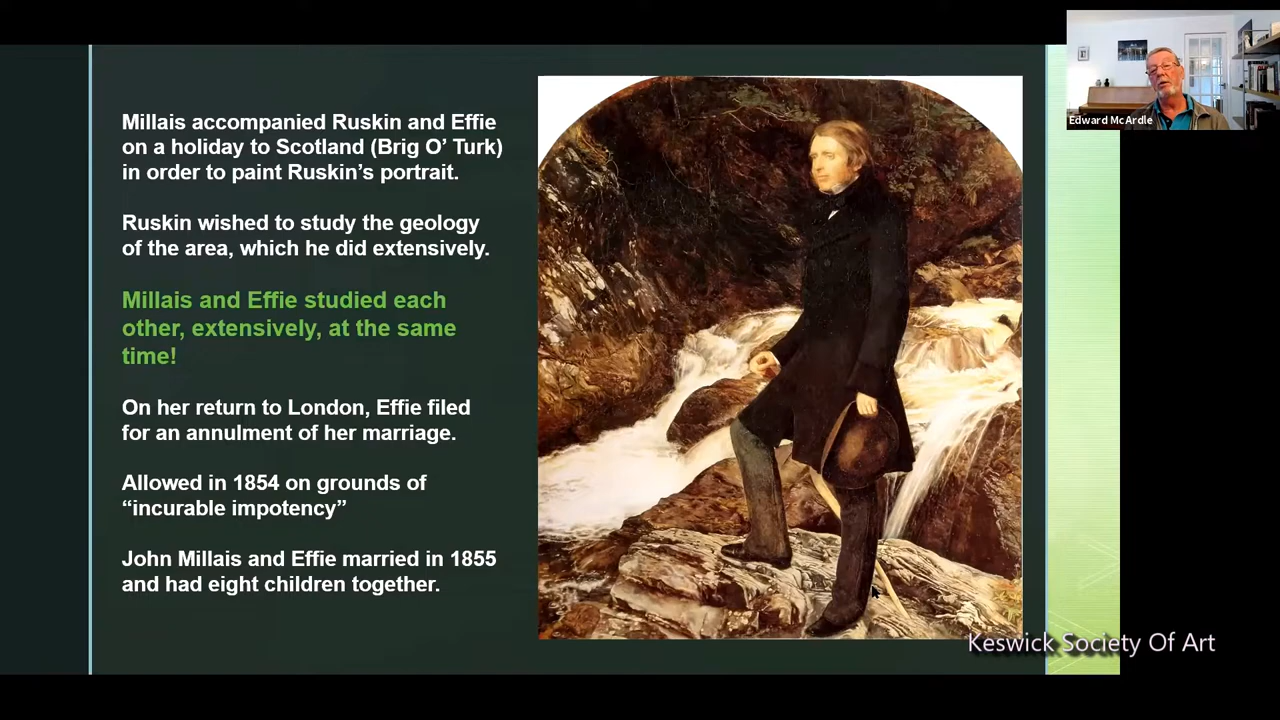 Millais accompanied Ruskin and Effie
on a holiday to Scotland (Brig O’ Turk)
in order to paint Ruskin’s portrait.
Ruskin wished to study the geology
of the area, which he did extensively.
Millais and Effie studied each
other, extensively, at the same
time!
On her return to London, Effie filed
for an annulment of her marriage.
Allowed in 1854 on grounds of
“incurable impotency”
John Millais and Effie married in 1855
and had eight children together.
Edward McArdle
Keswick Society Of Art